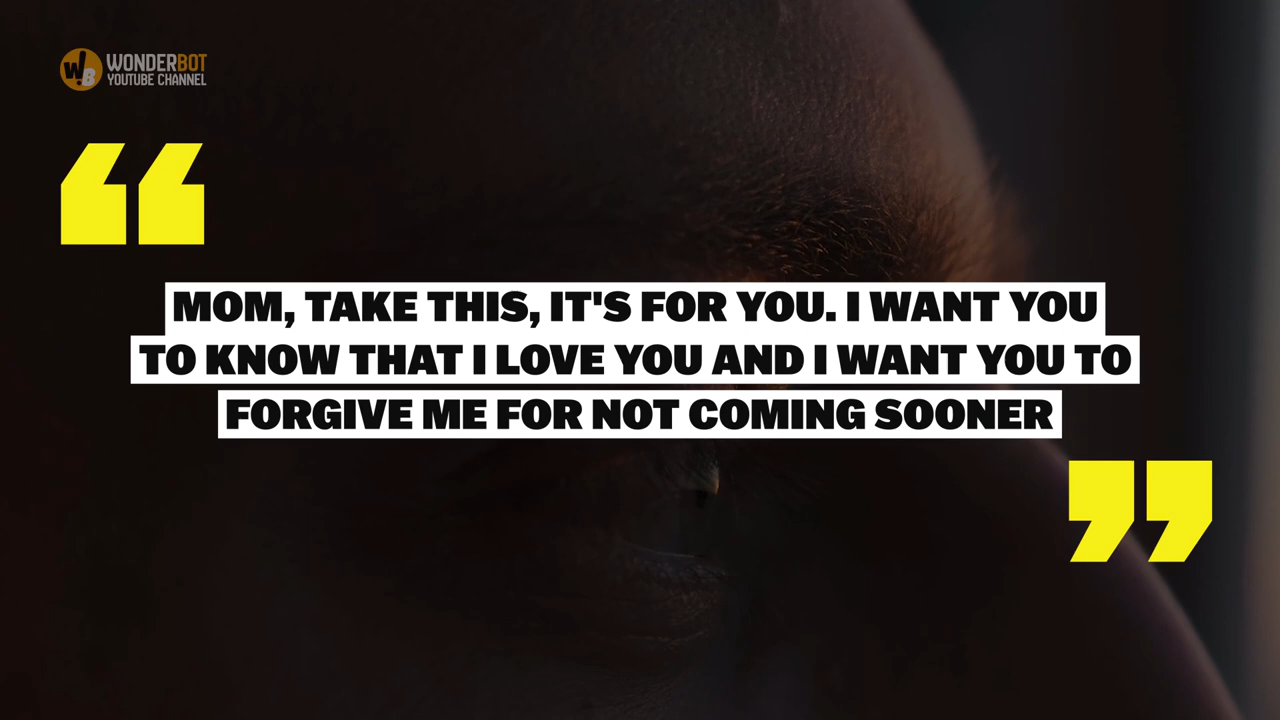 WONDERBOT
YOUTUBE CHANNEL
“
MOM, TAKE THIS, IT'S FOR YOU. I WANT YOU
TO KNOW THAT I LOVE YOU AND I WANT YOU TO
FORGIVE ME FOR NOT COMING SOONER
”